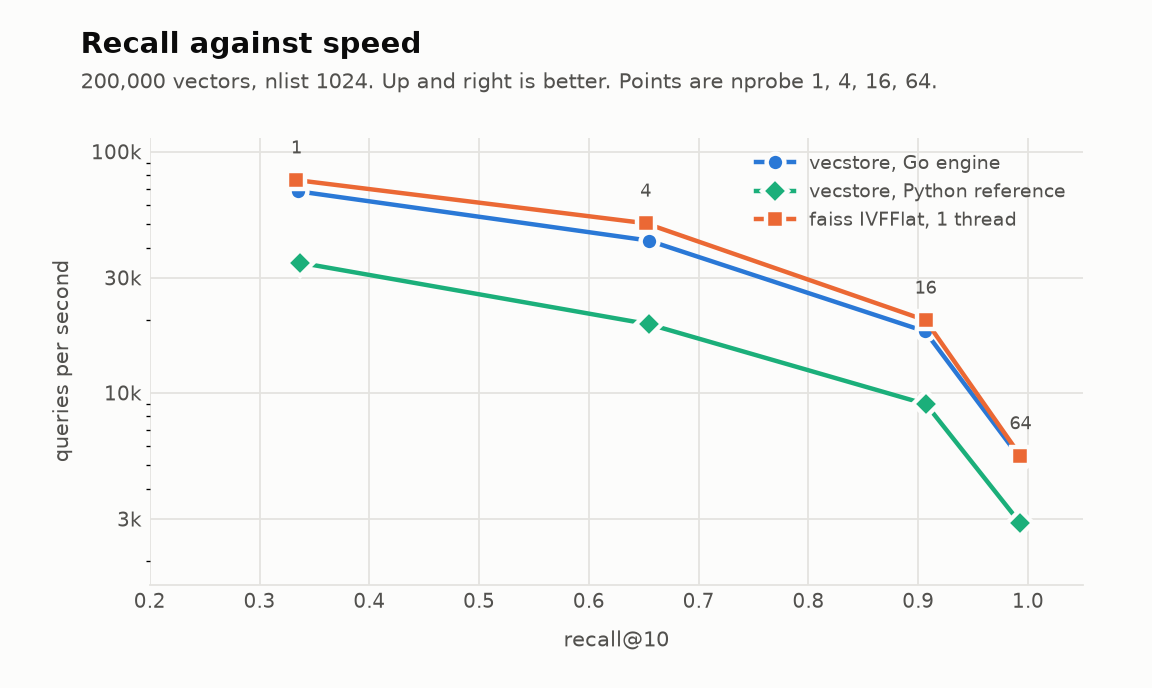 Recall against speed
200,000 vectors, nlist 1024. Up and right is better. Points are nprobe 1, 4, 16, 64.
100k
30k
10k
3k
queries per second
1
4
16
64
vecstore, Go engine
vecstore, Python reference
faiss IVFFlat, 1 thread
0.2 0.3 0.4 0.5 0.6 0.7 0.8 0.9 1.0
recall@10